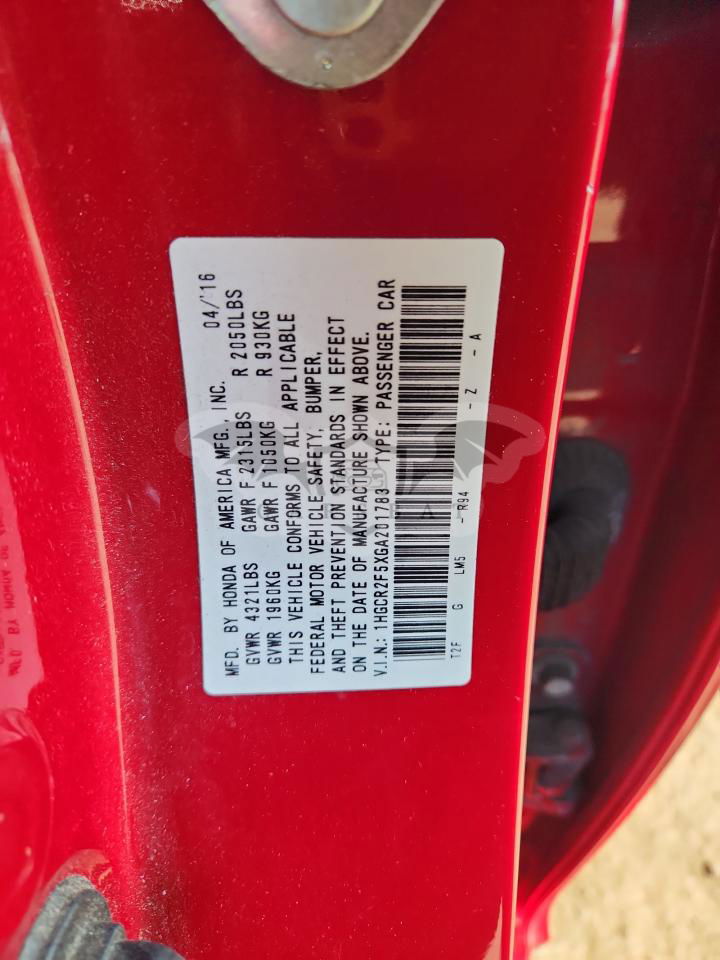 MFD. BY HONDA OF AMERICA MFG., INC. 04/'16
GVWR 4321LBS GAWR F 2315LBS R 2050LBS
GVWR 1960KG GAWR F 1050KG R 930KG
THIS VEHICLE CONFORMS TO ALL APPLICABLE
FEDERAL MOTOR VEHICLE SAFETY, BUMPER,
AND THEFT PREVENTION STANDARDS IN EFFECT
ON THE DATE OF MANUFACTURE SHOWN ABOVE.
V.I.N.: 1HGCR2F5XGA201783 TYPE: PASSENGER CAR
T2F G LM5 - R94 - Z - A